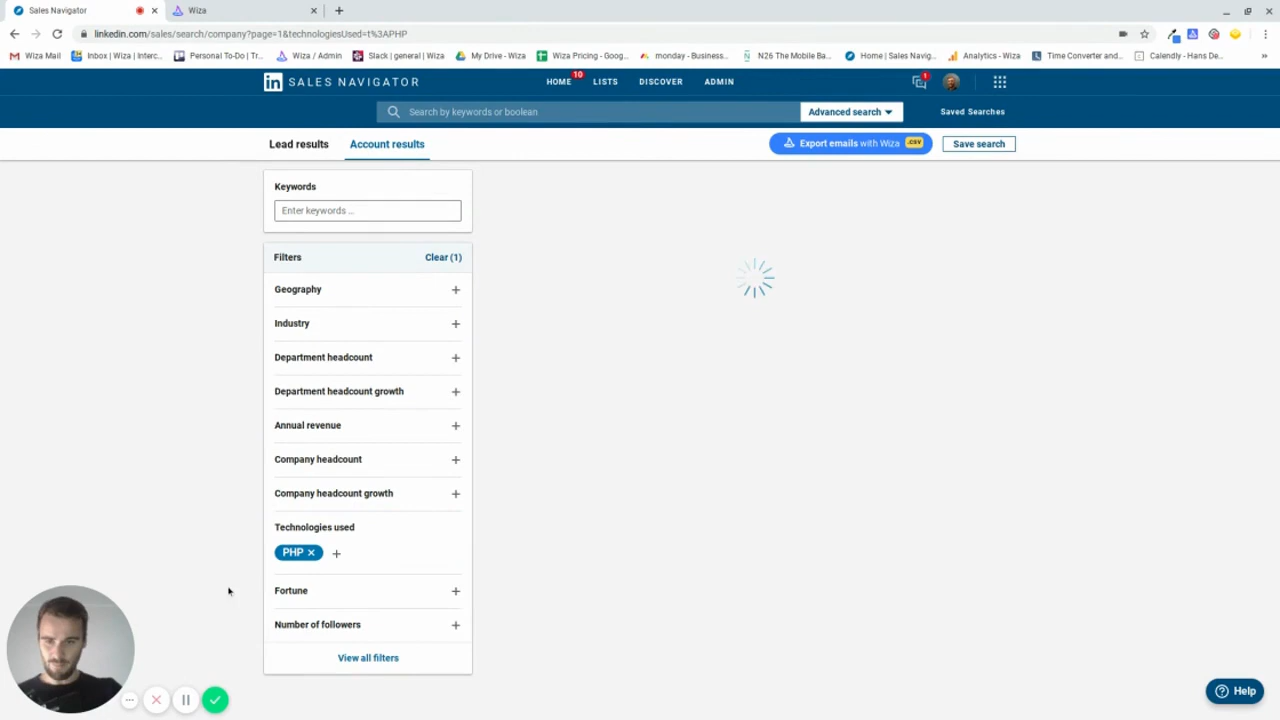 Sales Navigator
Wiza
linkedin.com/sales/search/company?page=1&technologiesUsed=t%3APHP
Wiza Mail
Inbox | Wiza | Interc...
Personal To-Do | Tr...
Wiza / Admin
Slack | general | Wiza
My Drive - Wiza
Wiza Pricing - Goog...
monday - Business...
N26 The Mobile Ba...
Home | Sales Navig...
Analytics - Wiza
Time Converter and...
Calendly - Hans De...
in SALES NAVIGATOR
HOME 10 LISTS DISCOVER ADMIN 1
Search by keywords or boolean Advanced search Saved Searches
Lead results Account results Export emails with Wiza .CSV Save search
Keywords
Enter keywords ...
Filters Clear (1)
Geography
Industry
Department headcount
Department headcount growth
Annual revenue
Company headcount
Company headcount growth
Technologies used
PHP
Fortune
Number of followers
View all filters
Help